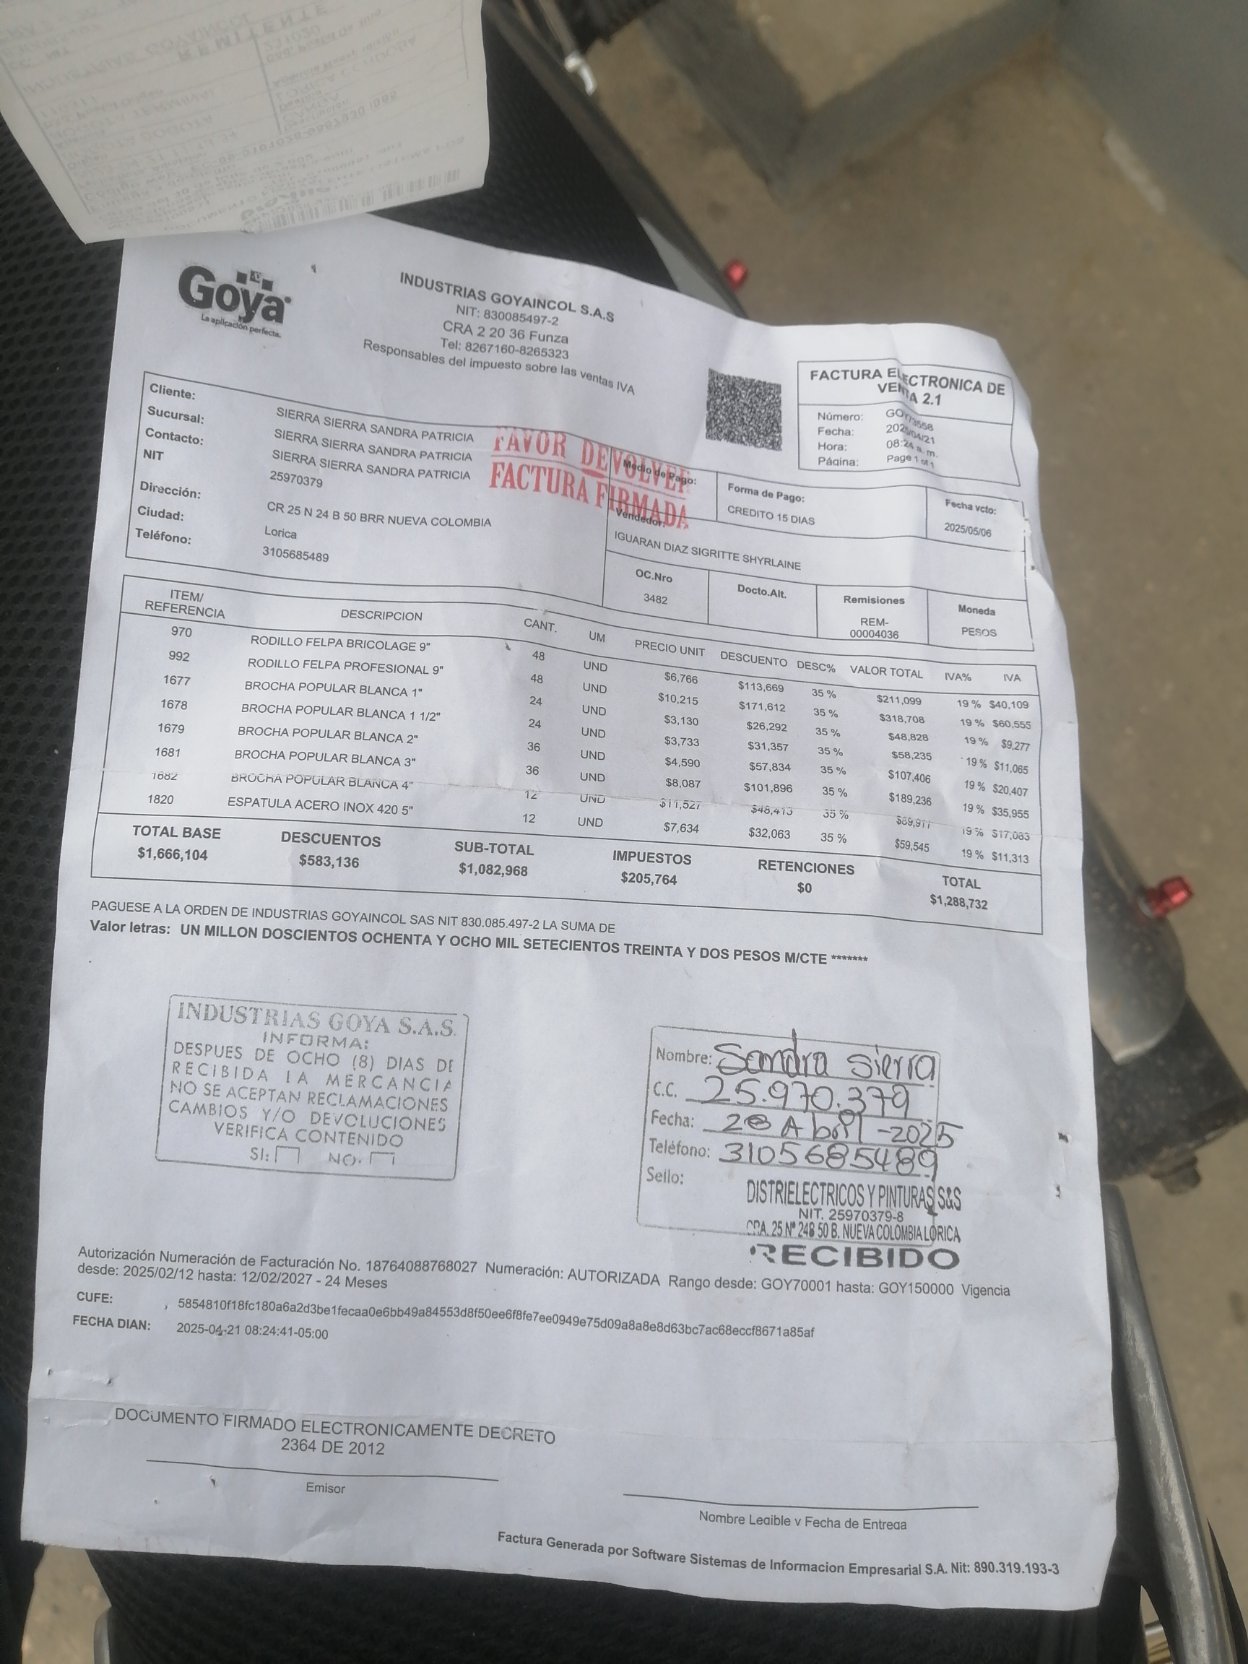 Goya
La aplicación perfecta.
INDUSTRIAS GOYAINCOL S.A.S
NIT: 830085497-2
CRA 2 20 36 Funza
Tel: 8267160-8265323
Responsables del impuesto sobre las ventas IVA
FACTURA ELECTRONICA DE
VENTA 2.1
Número:
Fecha: 2025/04/21
Hora: 08:24 a. m.
Página: Page 1 of 1
Cliente: SIERRA SIERRA SANDRA PATRICIA
Sucursal: SIERRA SIERRA SANDRA PATRICIA
Contacto: SIERRA SIERRA SANDRA PATRICIA
NIT 25970379
Dirección: CR 25 N 24 B 50 BRR NUEVA COLOMBIA
Ciudad: Lorica
Teléfono: 3105685489
FAVOR DEVOLVER
FACTURA FIRMADA
Medio de Pago:
Forma de Pago:
CREDITO 15 DIAS
Fecha vcto:
2025/05/06
Vendedor:
IGUARAN DIAZ SIGRITTE SHYRLAINE
OC.Nro
3482
Docto.Alt.
Remisiones
REM-
00004036
Moneda
PESOS
ITEM/ REFERENCIA DESCRIPCION CANT. UM PRECIO UNIT DESCUENTO DESC% VALOR TOTAL IVA% IVA
970 RODILLO FELPA BRICOLAGE 9" 48 UND $6,766 $113,669 35 % $211,099 19 % $40,109
992 RODILLO FELPA PROFESIONAL 9" 48 UND $10,215 $171,612 35 % $318,708 19 % $60,555
1677 BROCHA POPULAR BLANCA 1" 24 UND $3,130 $26,292 35 % $48,828 19 % $9,277
1678 BROCHA POPULAR BLANCA 1 1/2" 24 UND $3,733 $31,357 35 % $58,235 19 % $11,065
1679 BROCHA POPULAR BLANCA 2" 36 UND $4,590 $57,834 35 % $107,406 19 % $20,407
1681 BROCHA POPULAR BLANCA 3" 36 UND $8,087 $101,896 35 % $189,236 19 % $35,955
1682 BROCHA POPULAR BLANCA 4" 12 UND $11,527 $48,413 35 % $89,911 19 % $17,083
1820 ESPATULA ACERO INOX 420 5" 12 UND $7,634 $32,063 35 % $59,545 19 % $11,313
TOTAL BASE DESCUENTOS SUB-TOTAL IMPUESTOS RETENCIONES TOTAL
$1,666,104 $583,136 $1,082,968 $205,764 $0 $1,288,732
PAGUESE A LA ORDEN DE INDUSTRIAS GOYAINCOL SAS NIT 830.085.497-2 LA SUMA DE
Valor letras: UN MILLON DOSCIENTOS OCHENTA Y OCHO MIL SETECIENTOS TREINTA Y DOS PESOS M/CTE *******
INDUSTRIAS GOYA S.A.S.
INFORMA:
DESPUES DE OCHO (8) DIAS DE
RECIBIDA LA MERCANCIA
NO SE ACEPTAN RECLAMACIONES
CAMBIOS Y/O DEVOLUCIONES
VERIFICA CONTENIDO
SI: NO.
Nombre: Sandra Sierra
C.C. 25.970.379
Fecha: 28 Abril -2025
Teléfono: 3105685489
Sello:
DISTRIELECTRICOS Y PINTURAS S&S
NIT. 25970379-8
CRA. 25 Nº 24B 50 B. NUEVA COLOMBIA LORICA
RECIBIDO
Autorización Numeración de Facturación No. 18764088768027 Numeración: AUTORIZADA Rango desde: GOY70001 hasta: GOY150000 Vigencia
desde: 2025/02/12 hasta: 12/02/2027 - 24 Meses
CUFE: , 5854810f18fc180a6a2d3be1fecaa0e6bb49a84553d8f50ee6f8fe7ee0949e75d09a8a8e8d63bc7ac68eccf8671a85af
FECHA DIAN: 2025-04-21 08:24:41-05:00
DOCUMENTO FIRMADO ELECTRONICAMENTE DECRETO
2364 DE 2012
Emisor
Nombre Legible y Fecha de Entrega
Factura Generada por Software Sistemas de Informacion Empresarial S.A. Nit: 890.319.193-3